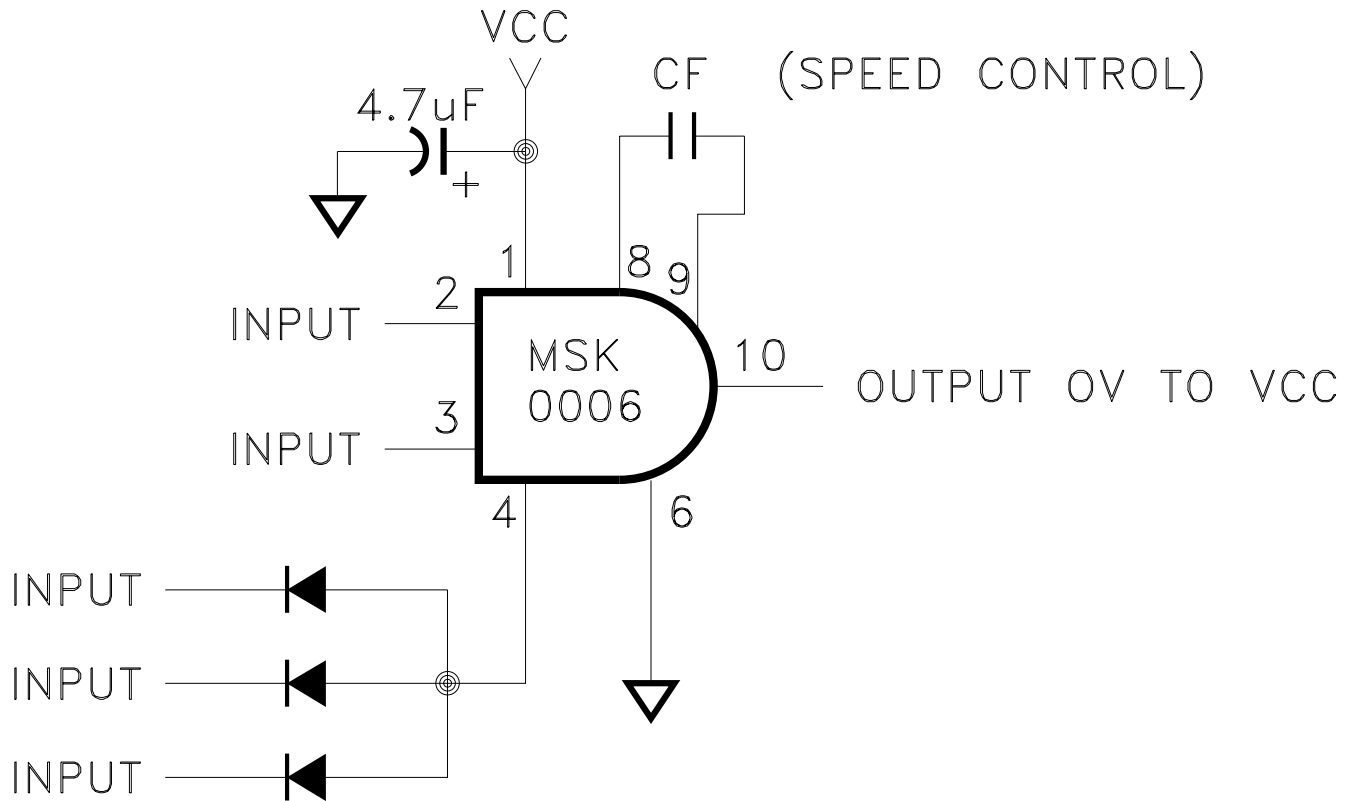 VCC
CF (SPEED CONTROL)
4.7uF
+
1
8
9
2
INPUT
MSK
0006
10
OUTPUT 0V TO VCC
3
INPUT
4
6
INPUT
INPUT
INPUT